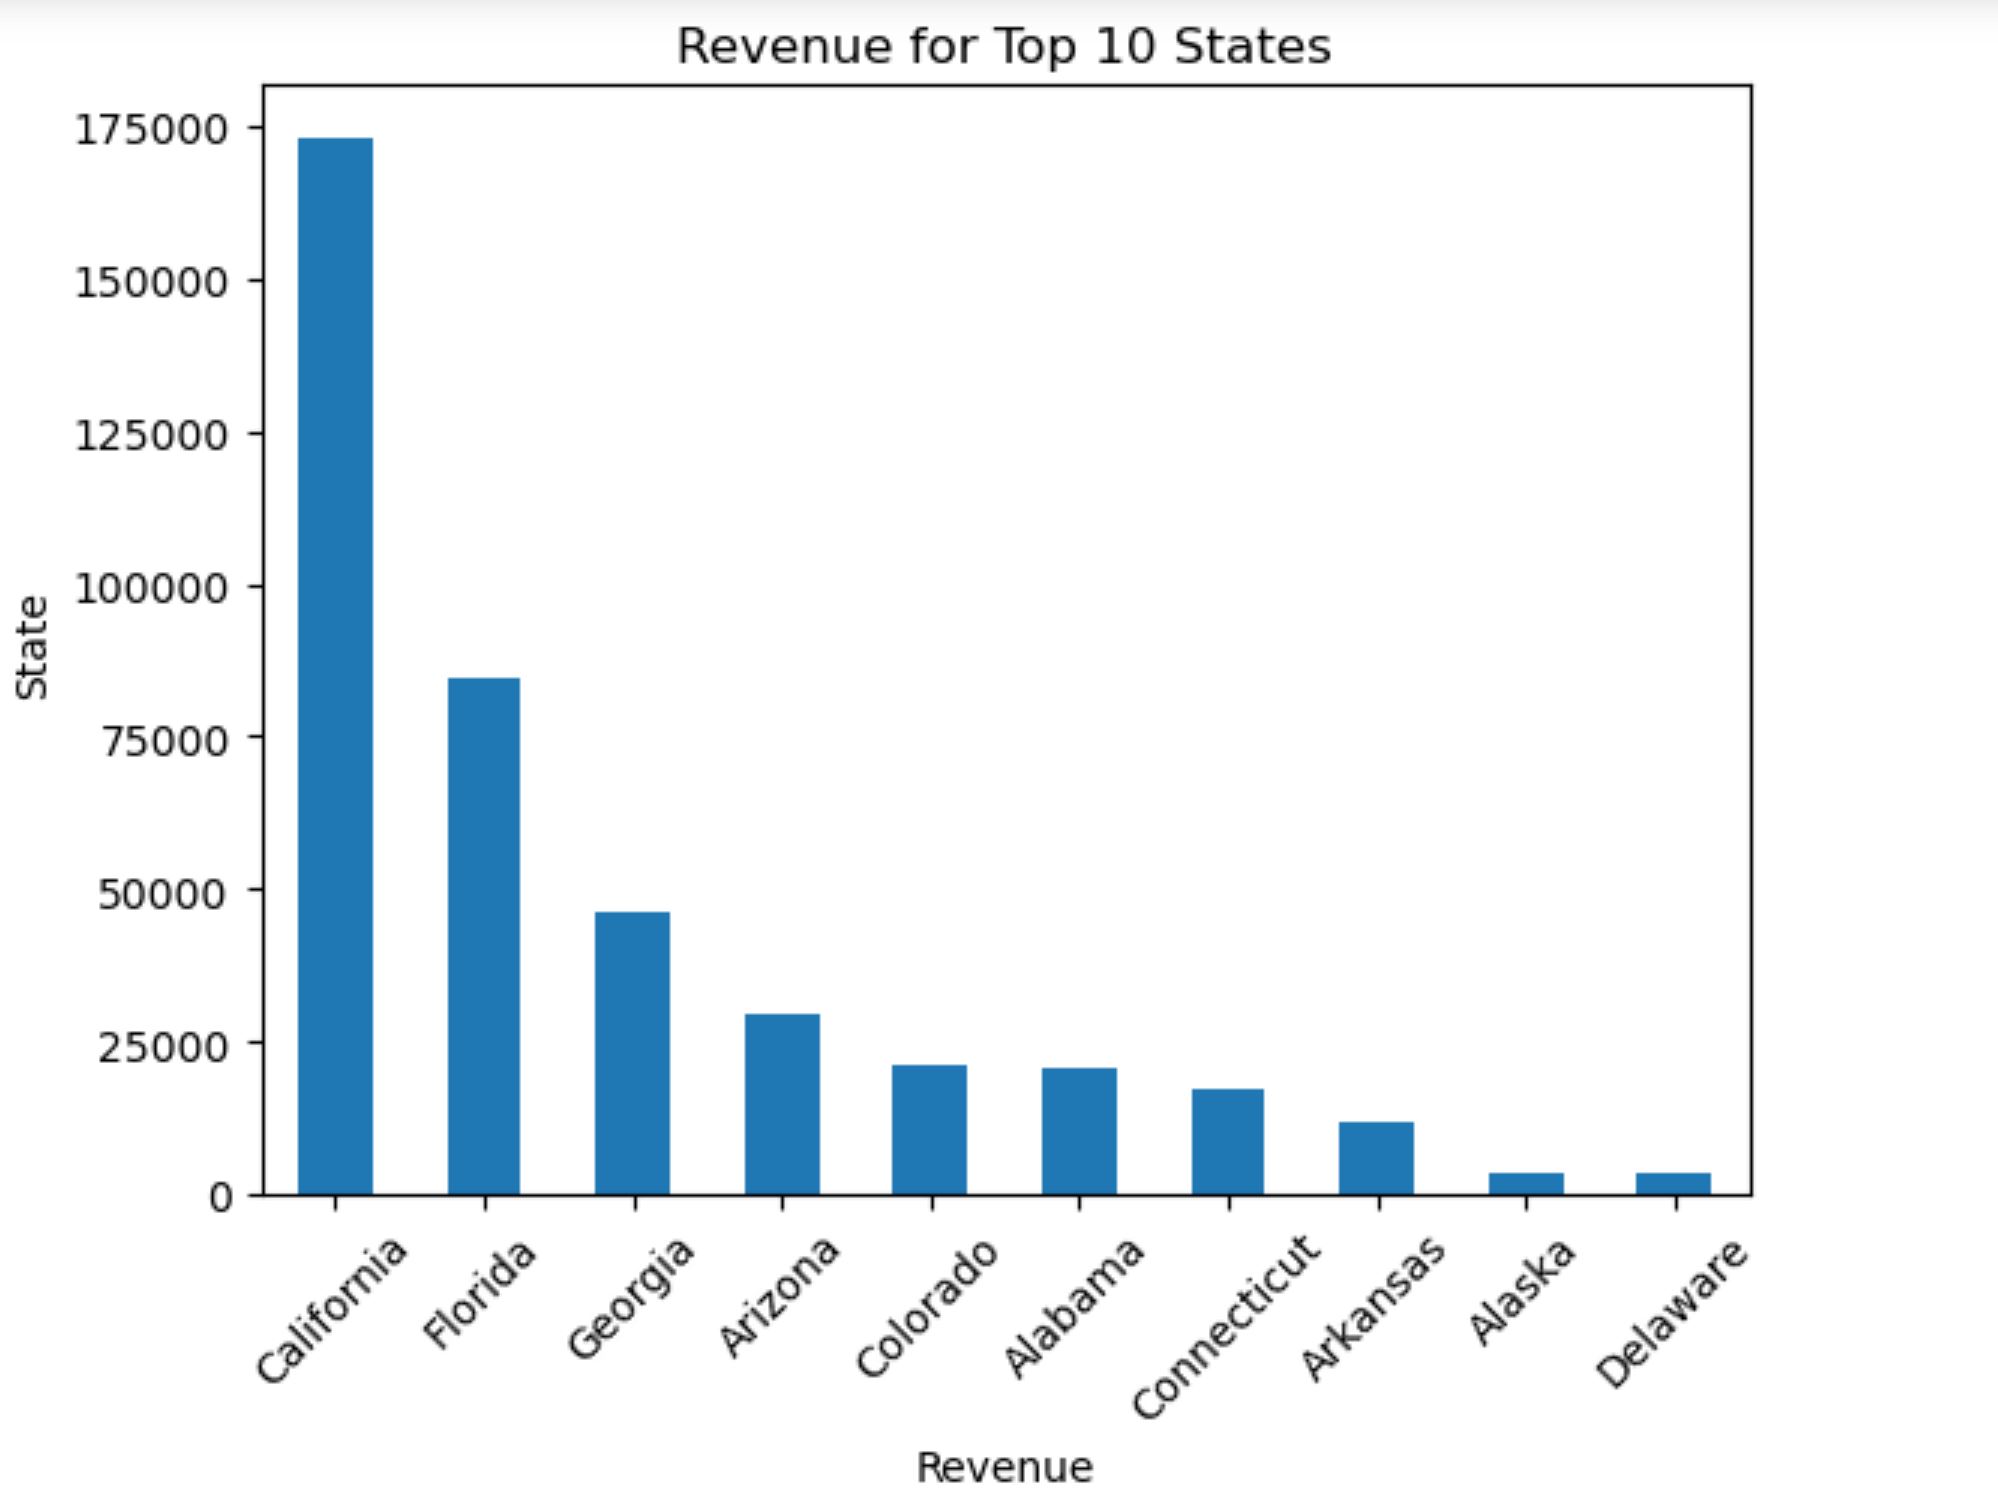 Revenue for Top 10 States
175000
150000
125000
100000
75000
50000
25000
0
State
California
Florida
Georgia
Arizona
Colorado
Alabama
Connecticut
Arkansas
Alaska
Delaware
Revenue